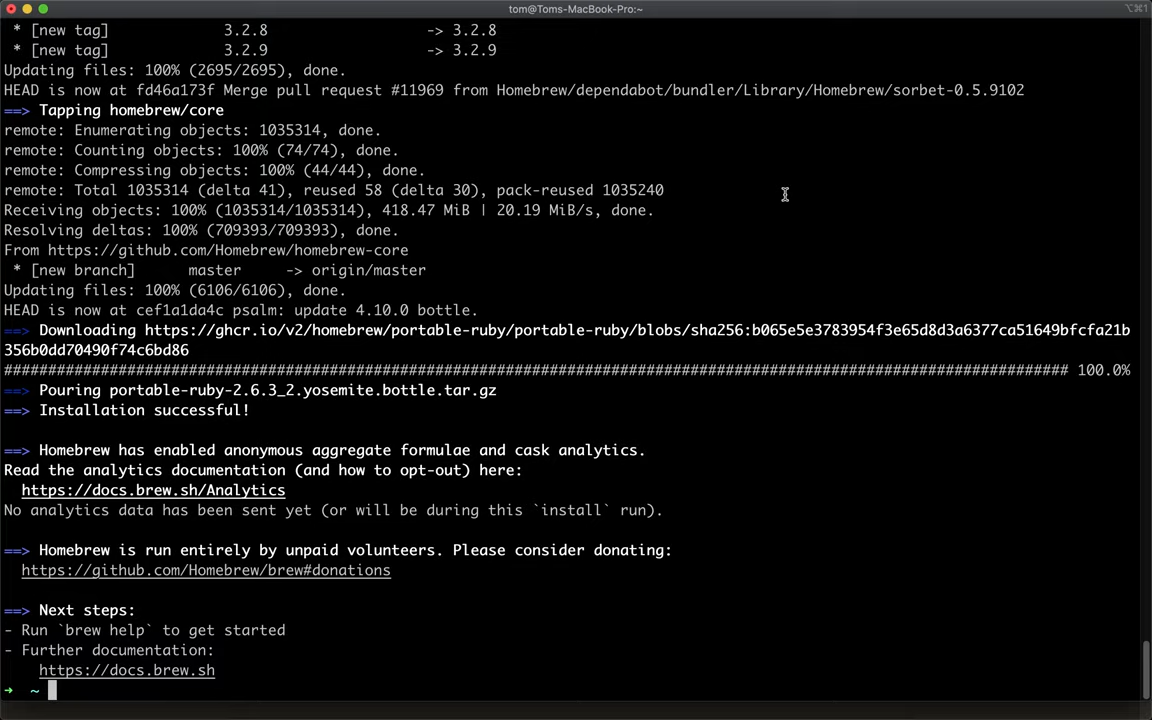 tom@Toms-MacBook-Pro:~
⌥⌘1
* [new tag]             3.2.8                  -> 3.2.8
* [new tag]             3.2.9                  -> 3.2.9
Updating files: 100% (2695/2695), done.
HEAD is now at fd46a173f Merge pull request #11969 from Homebrew/dependabot/bundler/Library/Homebrew/sorbet-0.5.9102
==> Tapping homebrew/core
remote: Enumerating objects: 1035314, done.
remote: Counting objects: 100% (74/74), done.
remote: Compressing objects: 100% (44/44), done.
remote: Total 1035314 (delta 41), reused 58 (delta 30), pack-reused 1035240
Receiving objects: 100% (1035314/1035314), 418.47 MiB | 20.19 MiB/s, done.
Resolving deltas: 100% (709393/709393), done.
From https://github.com/Homebrew/homebrew-core
* [new branch]      master     -> origin/master
Updating files: 100% (6106/6106), done.
HEAD is now at cef1a1da4c psalm: update 4.10.0 bottle.
==> Downloading https://ghcr.io/v2/homebrew/portable-ruby/portable-ruby/blobs/sha256:b065e5e3783954f3e65d8d3a6377ca51649bfcfa21b
356b0dd70490f74c6bd86
######################################################################################################################### 100.0%
==> Pouring portable-ruby-2.6.3_2.yosemite.bottle.tar.gz
==> Installation successful!
==> Homebrew has enabled anonymous aggregate formulae and cask analytics.
Read the analytics documentation (and how to opt-out) here:
https://docs.brew.sh/Analytics
No analytics data has been sent yet (or will be during this `install` run).
==> Homebrew is run entirely by unpaid volunteers. Please consider donating:
https://github.com/Homebrew/brew#donations
==> Next steps:
- Run `brew help` to get started
- Further documentation:
https://docs.brew.sh
➜ ~